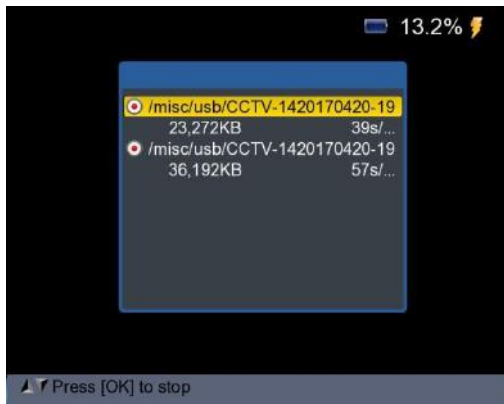 13.2%
/misc/usb/CCTV-1420170420-19
23,272KB 39s/...
/misc/usb/CCTV-1420170420-19
36,192KB 57s/...
Press [OK] to stop